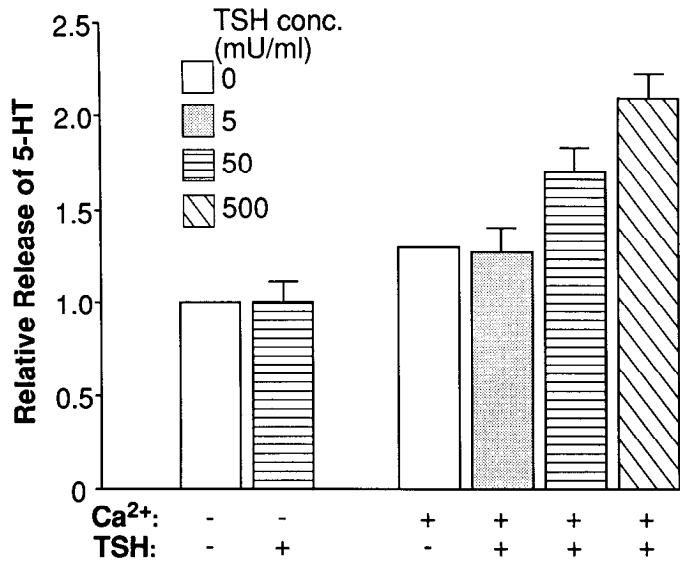 TSH conc.
(mU/ml)
0
5
50
500
Relative Release of 5-HT
2.5
2.0
1.5
1.0
0.5
0
Ca²⁺: - - + + + +
TSH: - + - + + +